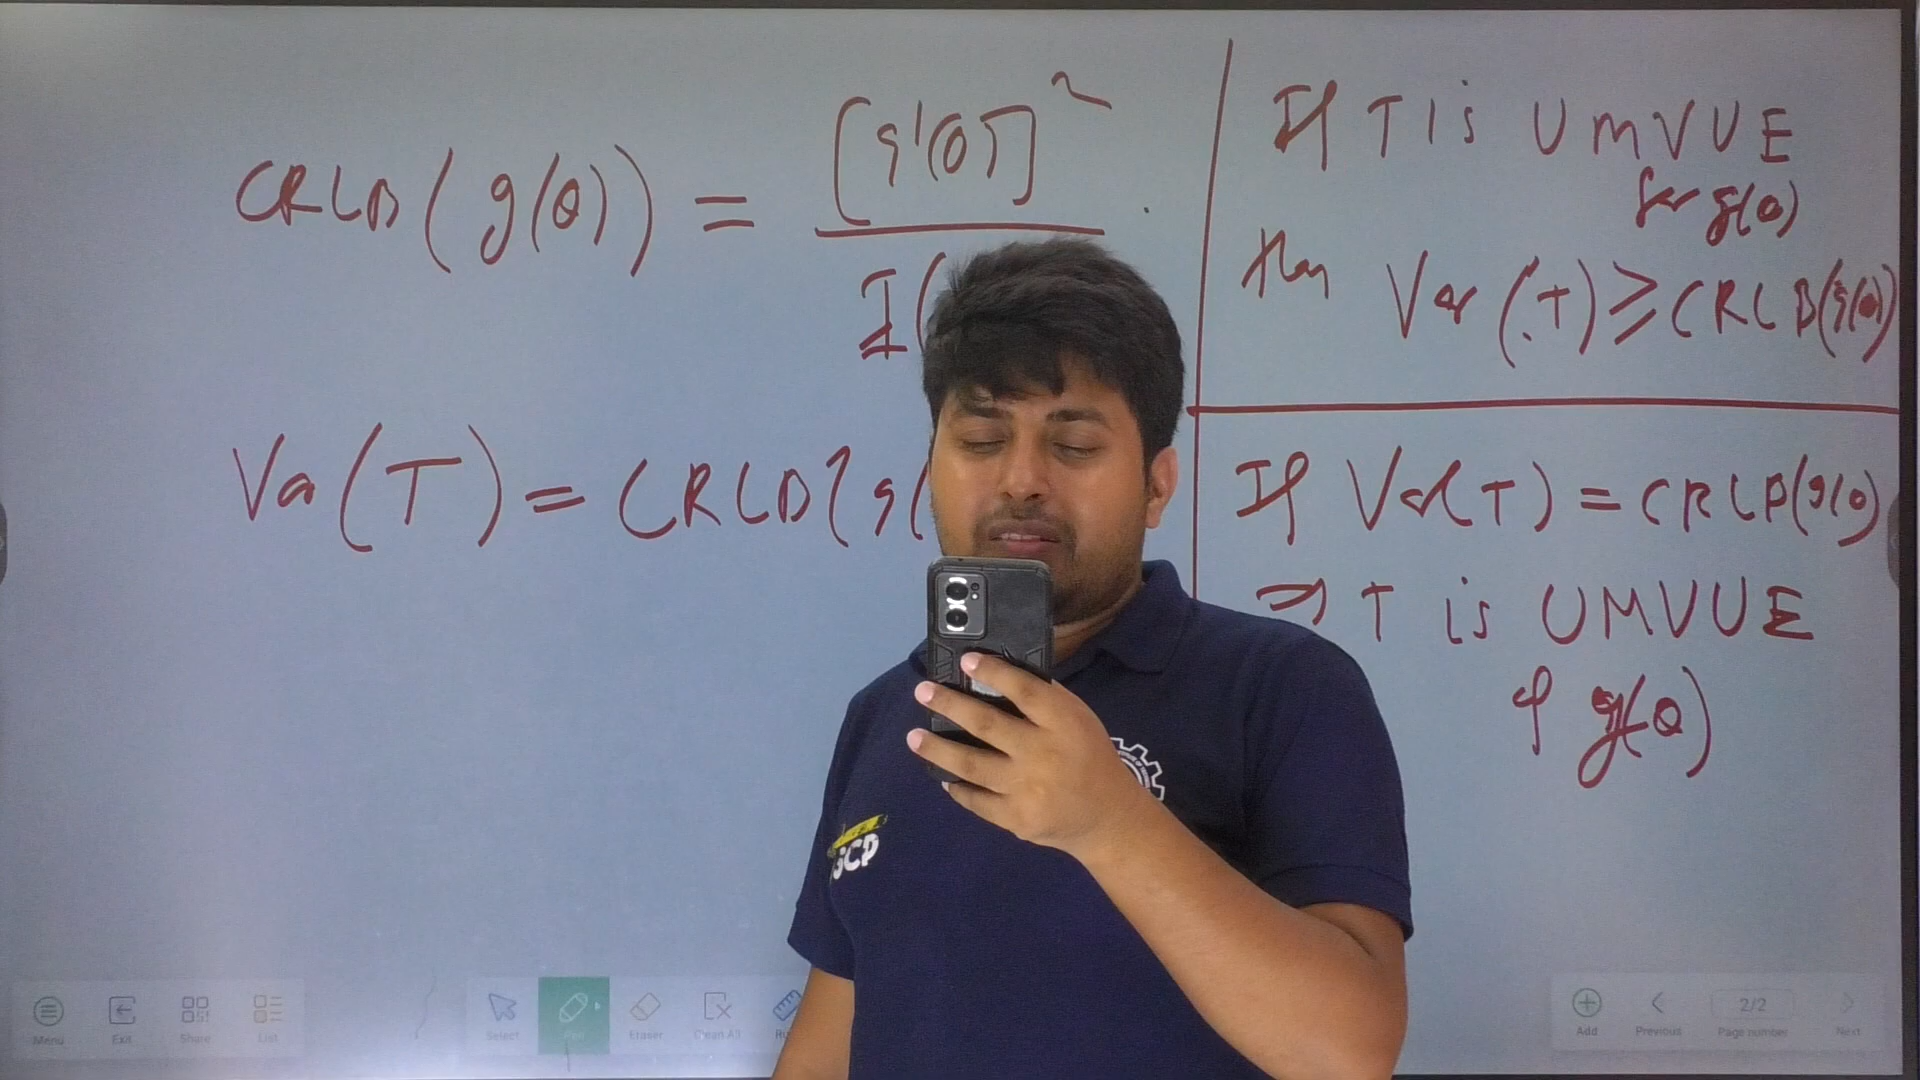 CRLB(g(θ)) = [g'(θ)]²
I(
Var(T) = CRLB(g(
If T is UMVUE
for g(θ)
then Var(T) ≥ CRLB(g(θ))
If Var(T) = CRLB(g(θ)
⇒ T is UMVUE
of g(θ)
GCP
Menu Exit Share List Select Pen Eraser Clean All Add Previous 2/2 Page number Next